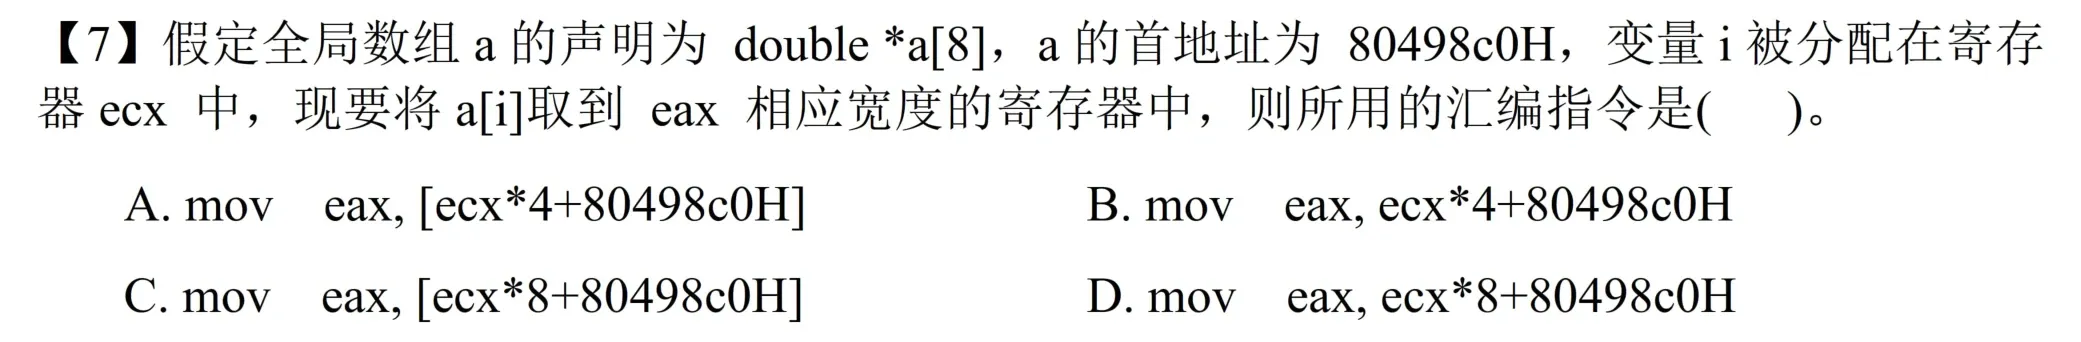 【7】假定全局数组 a 的声明为 double *a[8]，a 的首地址为 80498c0H，变量 i 被分配在寄存
器 ecx 中，现要将 a[i]取到 eax 相应宽度的寄存器中，则所用的汇编指令是( )。
A. mov eax, [ecx*4+80498c0H] B. mov eax, ecx*4+80498c0H
C. mov eax, [ecx*8+80498c0H] D. mov eax, ecx*8+80498c0H